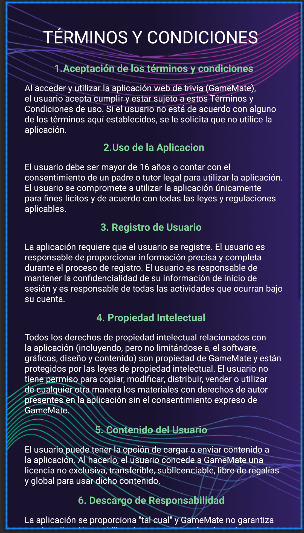 TÉRMINOS Y CONDICIONES
1.Aceptación de los términos y condiciones
Al acceder y utilizar la aplicación web de trivia (GameMate),
el usuario acepta cumplir y estar sujeto a estos Términos y
Condiciones de uso. Si el usuario no está de acuerdo con alguno
de los términos aquí establecidos, se le solicita que no utilice la
aplicación.
2.Uso de la Aplicacion
El usuario debe ser mayor de 16 años o contar con el
consentimiento de un padre o tutor legal para utilizar la aplicación.
El usuario se compromete a utilizar la aplicación únicamente
para fines lícitos y de acuerdo con todas las leyes y regulaciones
aplicables.
3. Registro de Usuario
La aplicación requiere que el usuario se registre. El usuario es
responsable de proporcionar información precisa y completa
durante el proceso de registro. El usuario es responsable de
mantener la confidencialidad de su información de inicio de
sesión y es responsable de todas las actividades que ocurran bajo
su cuenta.
4. Propiedad Intelectual
Todos los derechos de propiedad intelectual relacionados con
la aplicación (incluyendo, pero no limitándose a, el software,
gráficos, diseño y contenido) son propiedad de GameMate y están
protegidos por las leyes de propiedad intelectual. El usuario no
tiene permiso para copiar, modificar, distribuir, vender o utilizar
de cualquier otra manera los materiales con derechos de autor
presentes en la aplicación sin el consentimiento expreso de
GameMate.
5. Contenido del Usuario
El usuario puede tener la opción de cargar o enviar contenido a
la aplicación. Al hacerlo, el usuario concede a GameMate una
licencia no exclusiva, transferible, sublicenciable, libre de regalías
y global para usar dicho contenido.
6. Descargo de Responsabilidad
La aplicación se proporciona "tal cual" y GameMate no garantiza